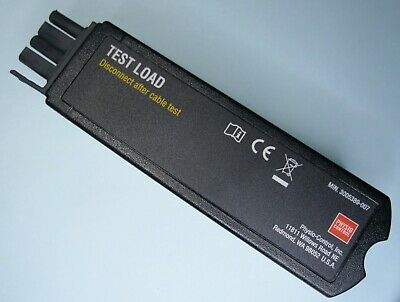 TEST LOAD
Disconnect after cable test
CE
MIN. 3009389-007
PHYSIO
CONTROL
Physio-Control, Inc.
11811 Willows Road NE
Redmond, WA 98052 U.S.A.